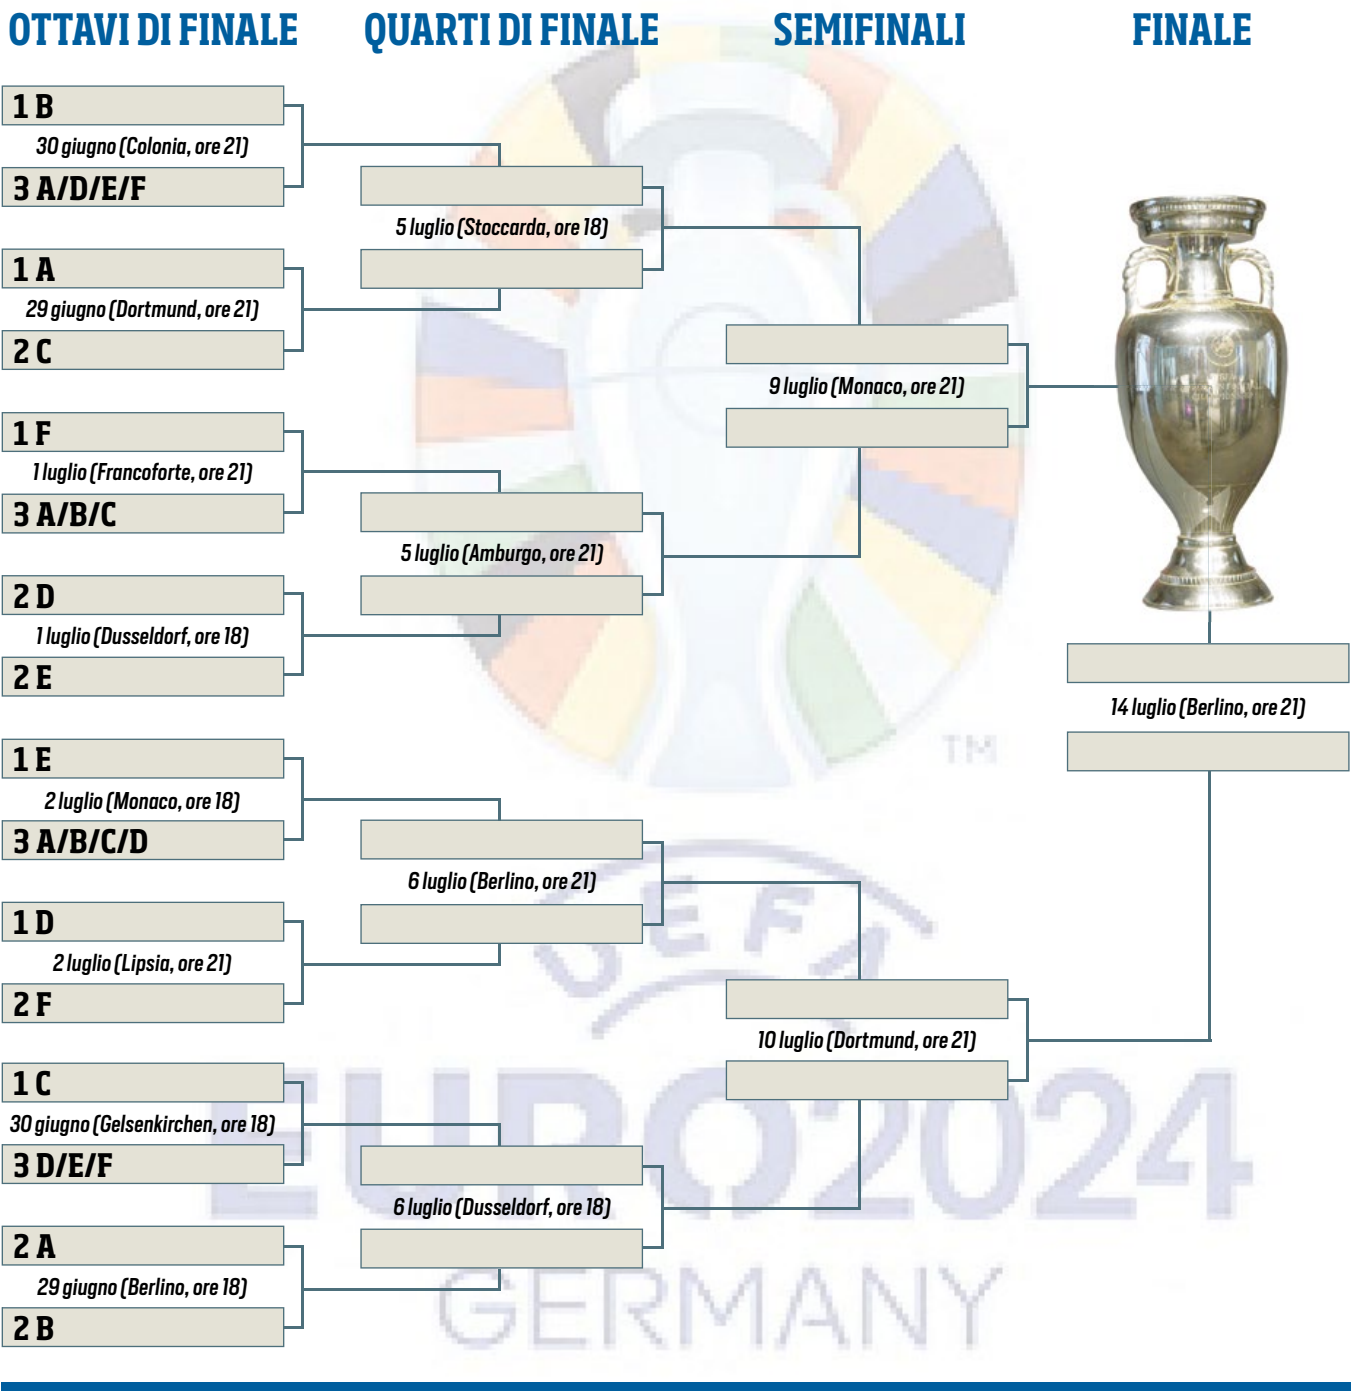 OTTAVI DI FINALE
QUARTI DI FINALE
SEMIFINALI
FINALE
1 B
30 giugno (Colonia, ore 21)
3 A/D/E/F
1 A
29 giugno (Dortmund, ore 21)
2 C
1 F
1 luglio (Francoforte, ore 21)
3 A/B/C
2 D
1 luglio (Dusseldorf, ore 18)
2 E
1 E
2 luglio (Monaco, ore 18)
3 A/B/C/D
1 D
2 luglio (Lipsia, ore 21)
2 F
1 C
30 giugno (Gelsenkirchen, ore 18)
3 D/E/F
2 A
29 giugno (Berlino, ore 18)
2 B
5 luglio (Stoccarda, ore 18)
5 luglio (Amburgo, ore 21)
6 luglio (Berlino, ore 21)
6 luglio (Dusseldorf, ore 18)
9 luglio (Monaco, ore 21)
10 luglio (Dortmund, ore 21)
14 luglio (Berlino, ore 21)
TM
UEFA
EURO2024
GERMANY